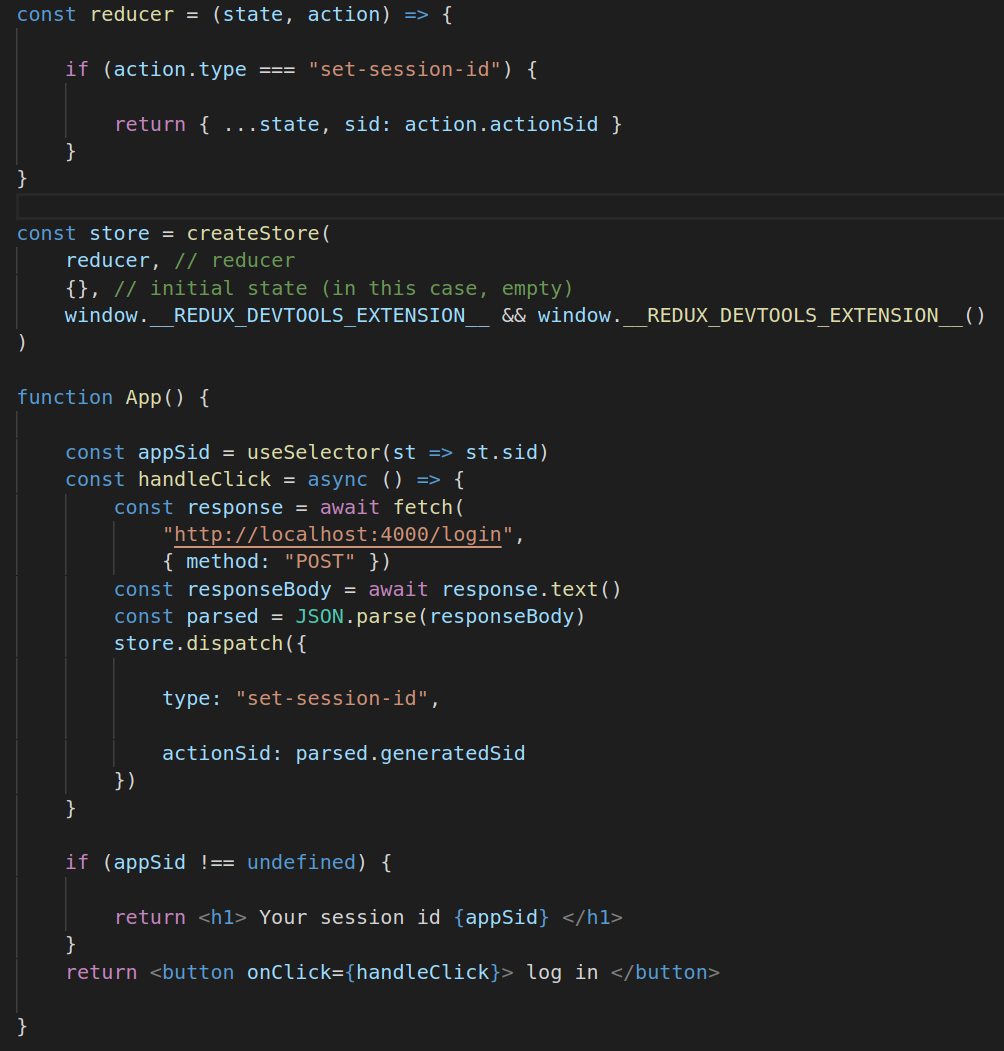 const reducer = (state, action) => {
if (action.type === "set-session-id") {
return { ...state, sid: action.actionSid }
}
}
const store = createStore(
reducer, // reducer
{}, // initial state (in this case, empty)
window.__REDUX_DEVTOOLS_EXTENSION__ && window.__REDUX_DEVTOOLS_EXTENSION__()
)
function App() {
const appSid = useSelector(st => st.sid)
const handleClick = async () => {
const response = await fetch(
"http://localhost:4000/login",
{ method: "POST" })
const responseBody = await response.text()
const parsed = JSON.parse(responseBody)
store.dispatch({
type: "set-session-id",
actionSid: parsed.generatedSid
})
}
if (appSid !== undefined) {
return <h1> Your session id {appSid} </h1>
}
return <button onClick={handleClick}> log in </button>
}